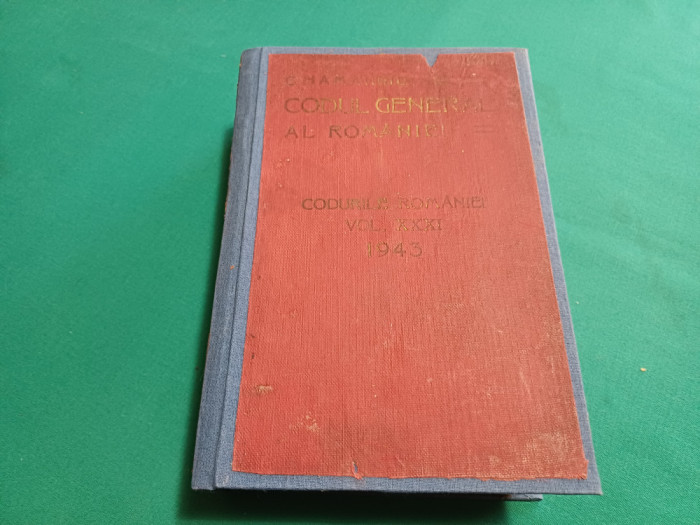 CODUL GENERAL
AL ROMÂNIEI
CODURILE ROMÂNIEI
VOL. XXXI
1943